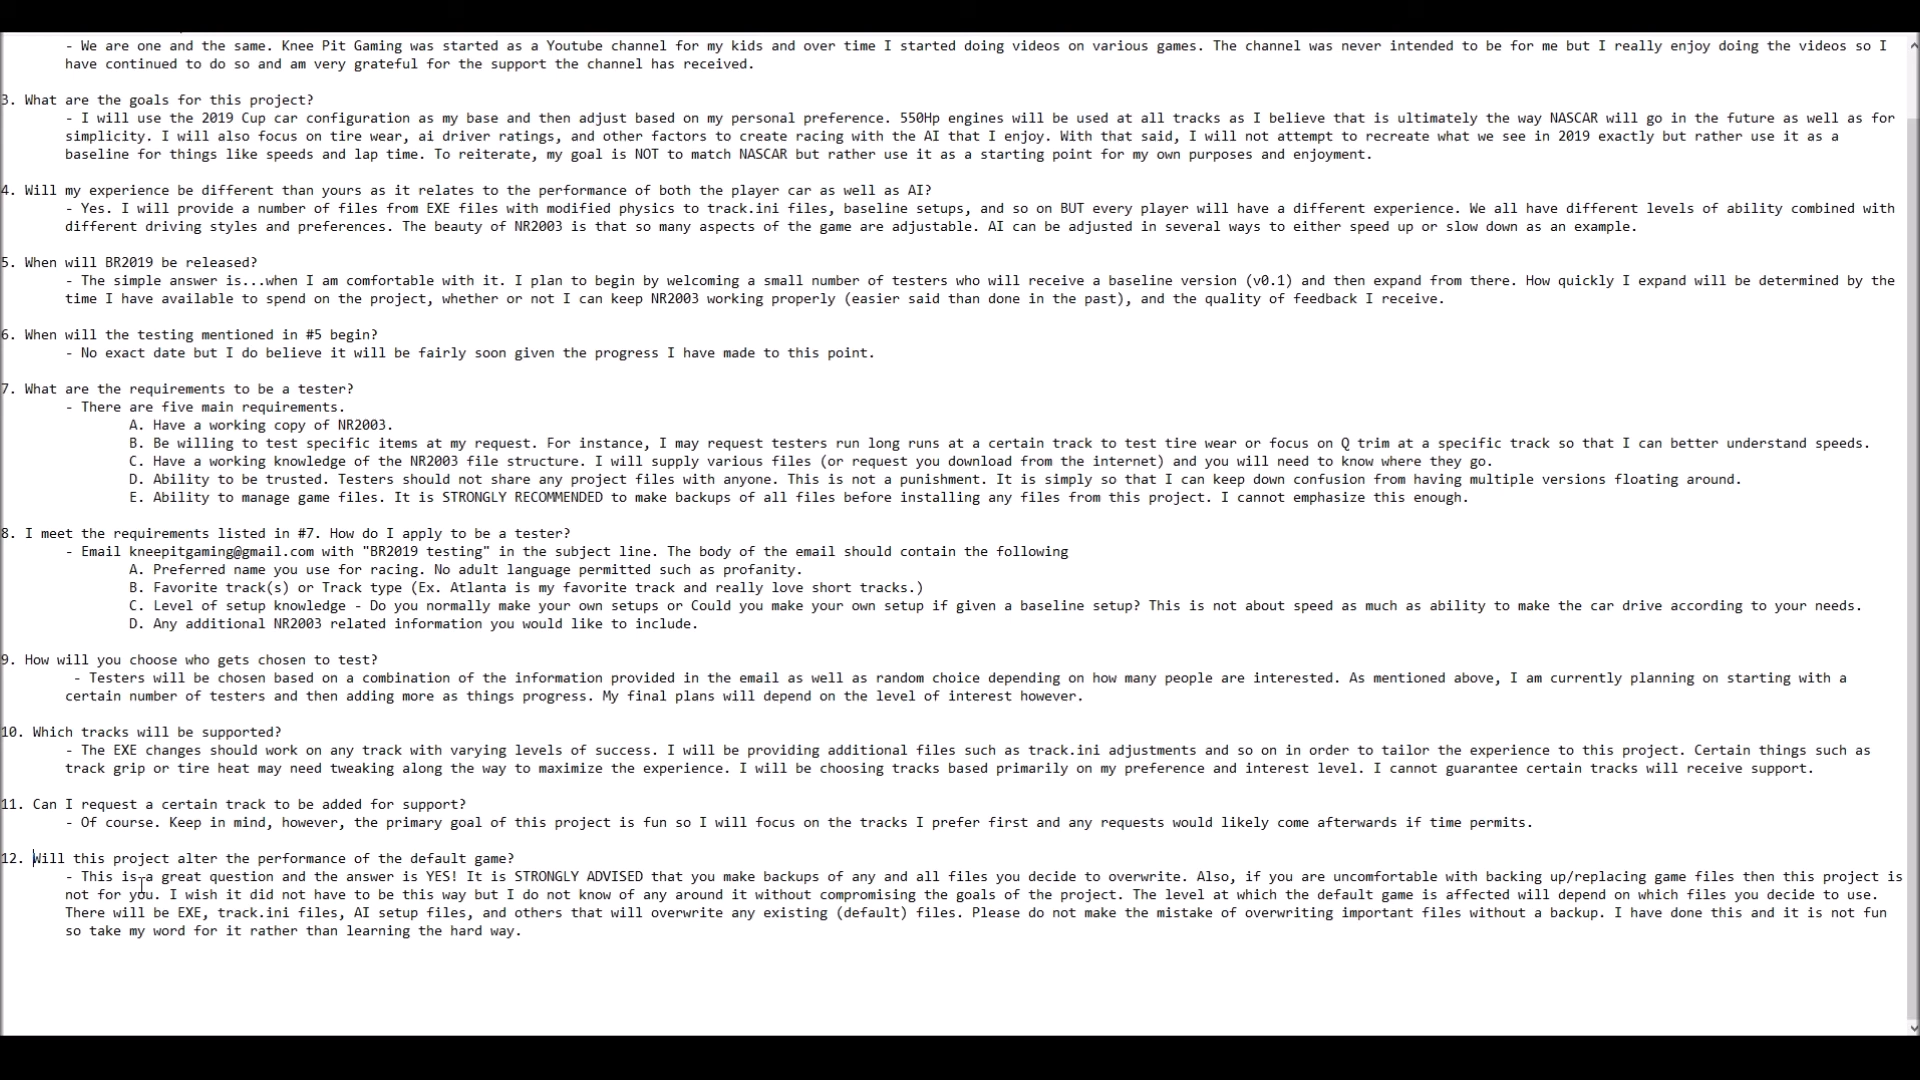 - We are one and the same. Knee Pit Gaming was started as a Youtube channel for my kids and over time I started doing videos on various games. The channel was never intended to be for me but I really enjoy doing the videos so I
have continued to do so and am very grateful for the support the channel has received.
3. What are the goals for this project?
- I will use the 2019 Cup car configuration as my base and then adjust based on my personal preference. 550Hp engines will be used at all tracks as I believe that is ultimately the way NASCAR will go in the future as well as for
simplicity. I will also focus on tire wear, ai driver ratings, and other factors to create racing with the AI that I enjoy. With that said, I will not attempt to recreate what we see in 2019 exactly but rather use it as a
baseline for things like speeds and lap time. To reiterate, my goal is NOT to match NASCAR but rather use it as a starting point for my own purposes and enjoyment.
4. Will my experience be different than yours as it relates to the performance of both the player car as well as AI?
- Yes. I will provide a number of files from EXE files with modified physics to track.ini files, baseline setups, and so on BUT every player will have a different experience. We all have different levels of ability combined with
different driving styles and preferences. The beauty of NR2003 is that so many aspects of the game are adjustable. AI can be adjusted in several ways to either speed up or slow down as an example.
5. When will BR2019 be released?
- The simple answer is...when I am comfortable with it. I plan to begin by welcoming a small number of testers who will receive a baseline version (v0.1) and then expand from there. How quickly I expand will be determined by the
time I have available to spend on the project, whether or not I can keep NR2003 working properly (easier said than done in the past), and the quality of feedback I receive.
6. When will the testing mentioned in #5 begin?
- No exact date but I do believe it will be fairly soon given the progress I have made to this point.
7. What are the requirements to be a tester?
- There are five main requirements.
A. Have a working copy of NR2003.
B. Be willing to test specific items at my request. For instance, I may request testers run long runs at a certain track to test tire wear or focus on Q trim at a specific track so that I can better understand speeds.
C. Have a working knowledge of the NR2003 file structure. I will supply various files (or request you download from the internet) and you will need to know where they go.
D. Ability to be trusted. Testers should not share any project files with anyone. This is not a punishment. It is simply so that I can keep down confusion from having multiple versions floating around.
E. Ability to manage game files. It is STRONGLY RECOMMENDED to make backups of all files before installing any files from this project. I cannot emphasize this enough.
8. I meet the requirements listed in #7. How do I apply to be a tester?
- Email kneepitgaming@gmail.com with "BR2019 testing" in the subject line. The body of the email should contain the following
A. Preferred name you use for racing. No adult language permitted such as profanity.
B. Favorite track(s) or Track type (Ex. Atlanta is my favorite track and really love short tracks.)
C. Level of setup knowledge - Do you normally make your own setups or Could you make your own setup if given a baseline setup? This is not about speed as much as ability to make the car drive according to your needs.
D. Any additional NR2003 related information you would like to include.
9. How will you choose who gets chosen to test?
- Testers will be chosen based on a combination of the information provided in the email as well as random choice depending on how many people are interested. As mentioned above, I am currently planning on starting with a
certain number of testers and then adding more as things progress. My final plans will depend on the level of interest however.
10. Which tracks will be supported?
- The EXE changes should work on any track with varying levels of success. I will be providing additional files such as track.ini adjustments and so on in order to tailor the experience to this project. Certain things such as
track grip or tire heat may need tweaking along the way to maximize the experience. I will be choosing tracks based primarily on my preference and interest level. I cannot guarantee certain tracks will receive support.
11. Can I request a certain track to be added for support?
- Of course. Keep in mind, however, the primary goal of this project is fun so I will focus on the tracks I prefer first and any requests would likely come afterwards if time permits.
12. Will this project alter the performance of the default game?
- This is a great question and the answer is YES! It is STRONGLY ADVISED that you make backups of any and all files you decide to overwrite. Also, if you are uncomfortable with backing up/replacing game files then this project is
not for you. I wish it did not have to be this way but I do not know of any around it without compromising the goals of the project. The level at which the default game is affected will depend on which files you decide to use.
There will be EXE, track.ini files, AI setup files, and others that will overwrite any existing (default) files. Please do not make the mistake of overwriting important files without a backup. I have done this and it is not fun
so take my word for it rather than learning the hard way.